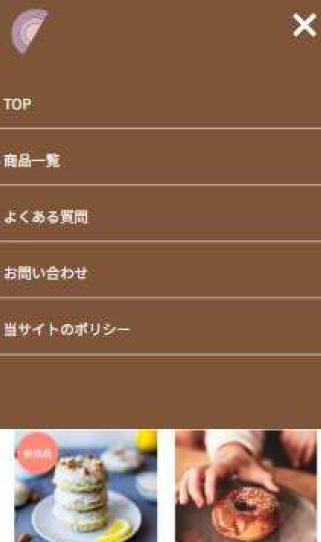 TOP
商品一覧
よくある質問
お問い合わせ
当サイトのポリシー
新商品